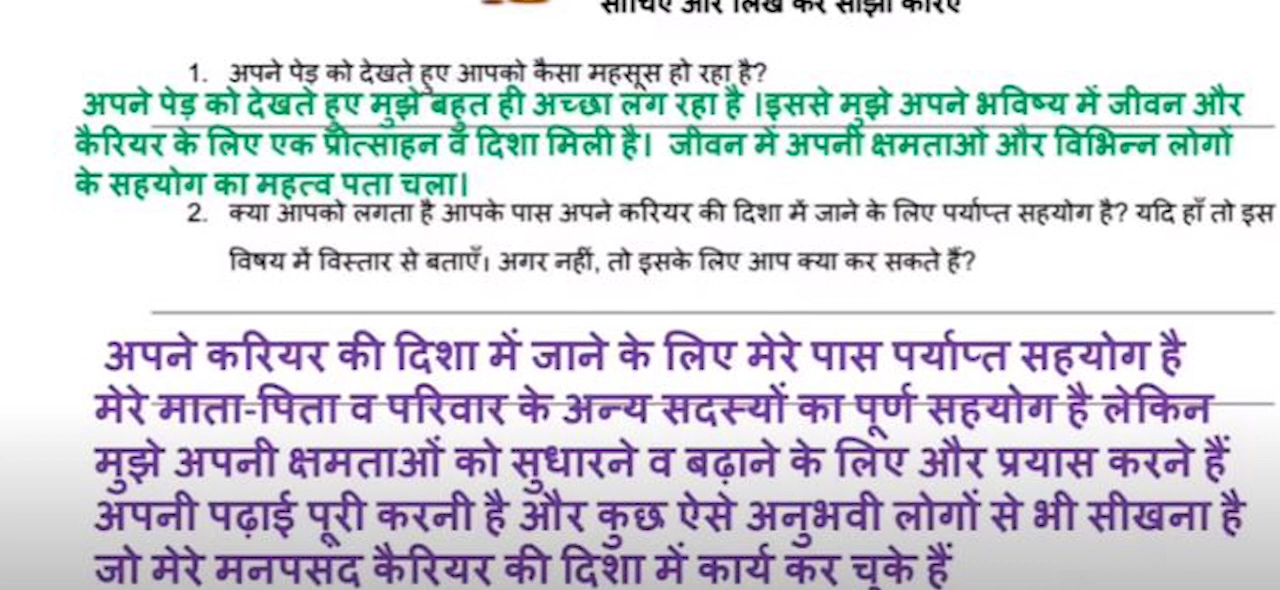 सोचिए और लिख कर साझा करिए
1. अपने पेड़ को देखते हुए आपको कैसा महसूस हो रहा है?
अपने पेड़ को देखते हुए मुझे बहुत ही अच्छा लग रहा है ।इससे मुझे अपने भविष्य में जीवन और
कैरियर के लिए एक प्रोत्साहन व दिशा मिली है। जीवन में अपनी क्षमताओं और विभिन्न लोगों
के सहयोग का महत्व पता चला।
2. क्या आपको लगता है आपके पास अपने करियर की दिशा में जाने के लिए पर्याप्त सहयोग है? यदि हाँ तो इस
विषय में विस्तार से बताएँ। अगर नहीं, तो इसके लिए आप क्या कर सकते हैं?
अपने करियर की दिशा में जाने के लिए मेरे पास पर्याप्त सहयोग है
मेरे माता-पिता व परिवार के अन्य सदस्यों का पूर्ण सहयोग है लेकिन
मुझे अपनी क्षमताओं को सुधारने व बढ़ाने के लिए और प्रयास करने हैं
अपनी पढ़ाई पूरी करनी है और कुछ ऐसे अनुभवी लोगों से भी सीखना है
जो मेरे मनपसंद कैरियर की दिशा में कार्य कर चुके हैं